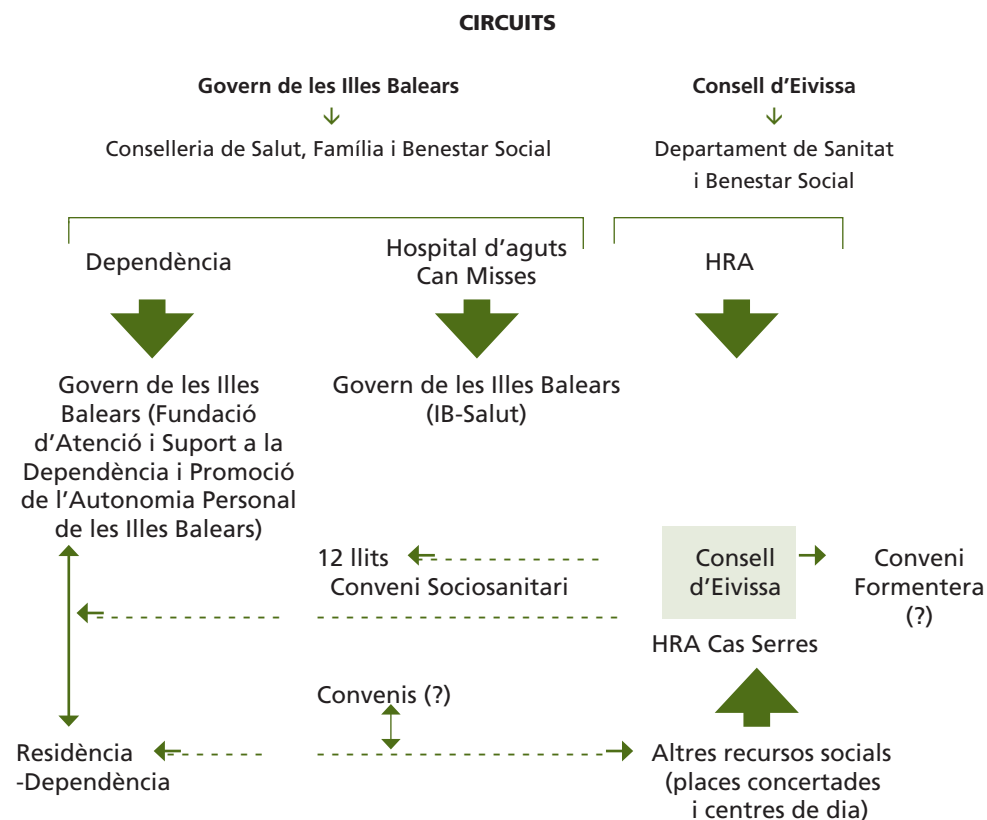 CIRCUITS
Govern de les Illes Balears
Conselleria de Salut, Família i Benestar Social
Consell d'Eivissa
Departament de Sanitat
i Benestar Social
Dependència
Hospital d'aguts
Can Misses
HRA
Govern de les Illes
Balears (Fundació
d'Atenció i Suport a la
Dependència i Promoció
de l'Autonomia Personal
de les Illes Balears)
Govern de les Illes Balears
(IB-Salut)
12 llits
Conveni Sociosanitari
Consell
d'Eivissa
Conveni
Formentera
(?)
HRA Cas Serres
Convenis (?)
Residència
-Dependència
Altres recursos socials
(places concertades
i centres de dia)